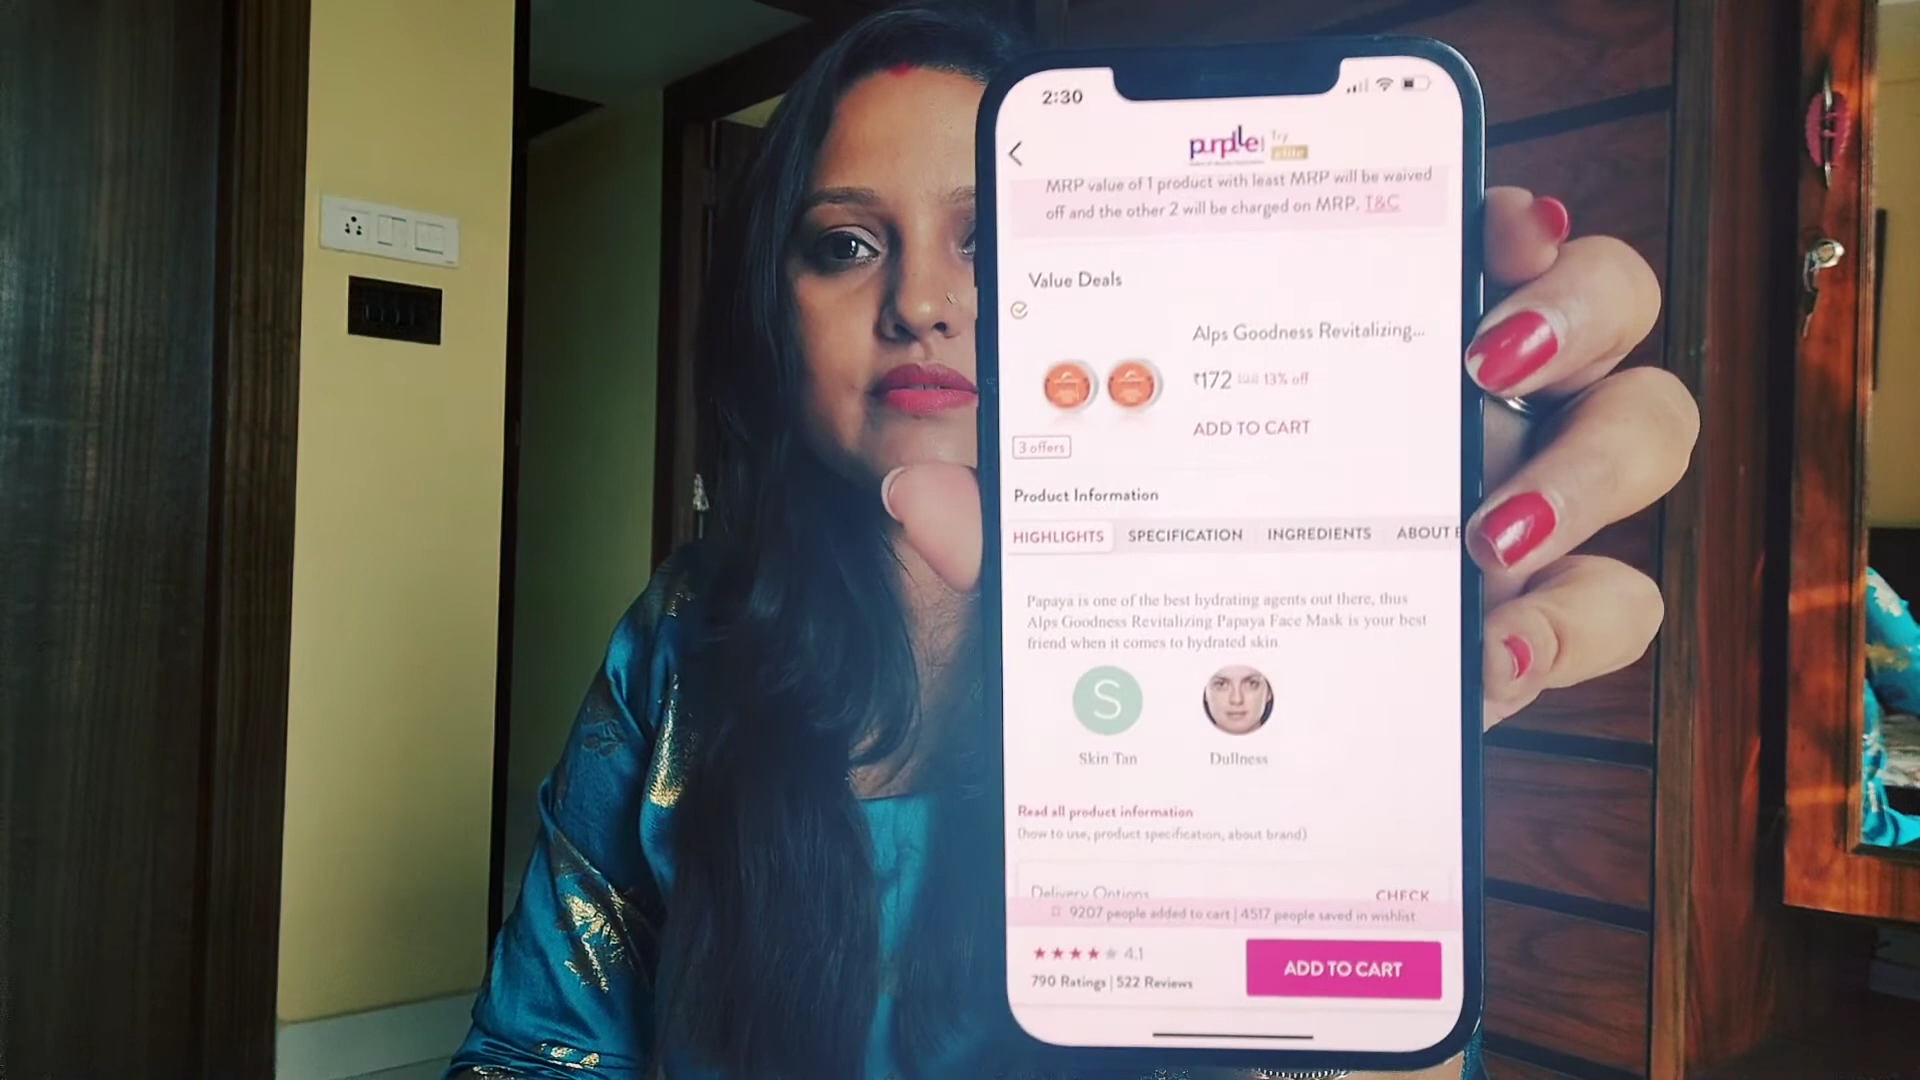 2:30
purplle
Try
elite
MRP value of 1 product with least MRP will be waived
off and the other 2 will be charged on MRP. T&C
Value Deals
Alps Goodness Revitalizing...
₹172 13% off
ADD TO CART
3 offers
Product Information
HIGHLIGHTS SPECIFICATION INGREDIENTS ABOUT
Papaya is one of the best hydrating agents out there, thus
Alps Goodness Revitalizing Papaya Face Mask is your best
friend when it comes to hydrated skin
S
Skin Tan Dullness
Read all product information
(how to use, product specification, about brand)
Delivery Options CHECK
9207 people added to cart | 4517 people saved in wishlist
4.1
790 Ratings | 522 Reviews
ADD TO CART